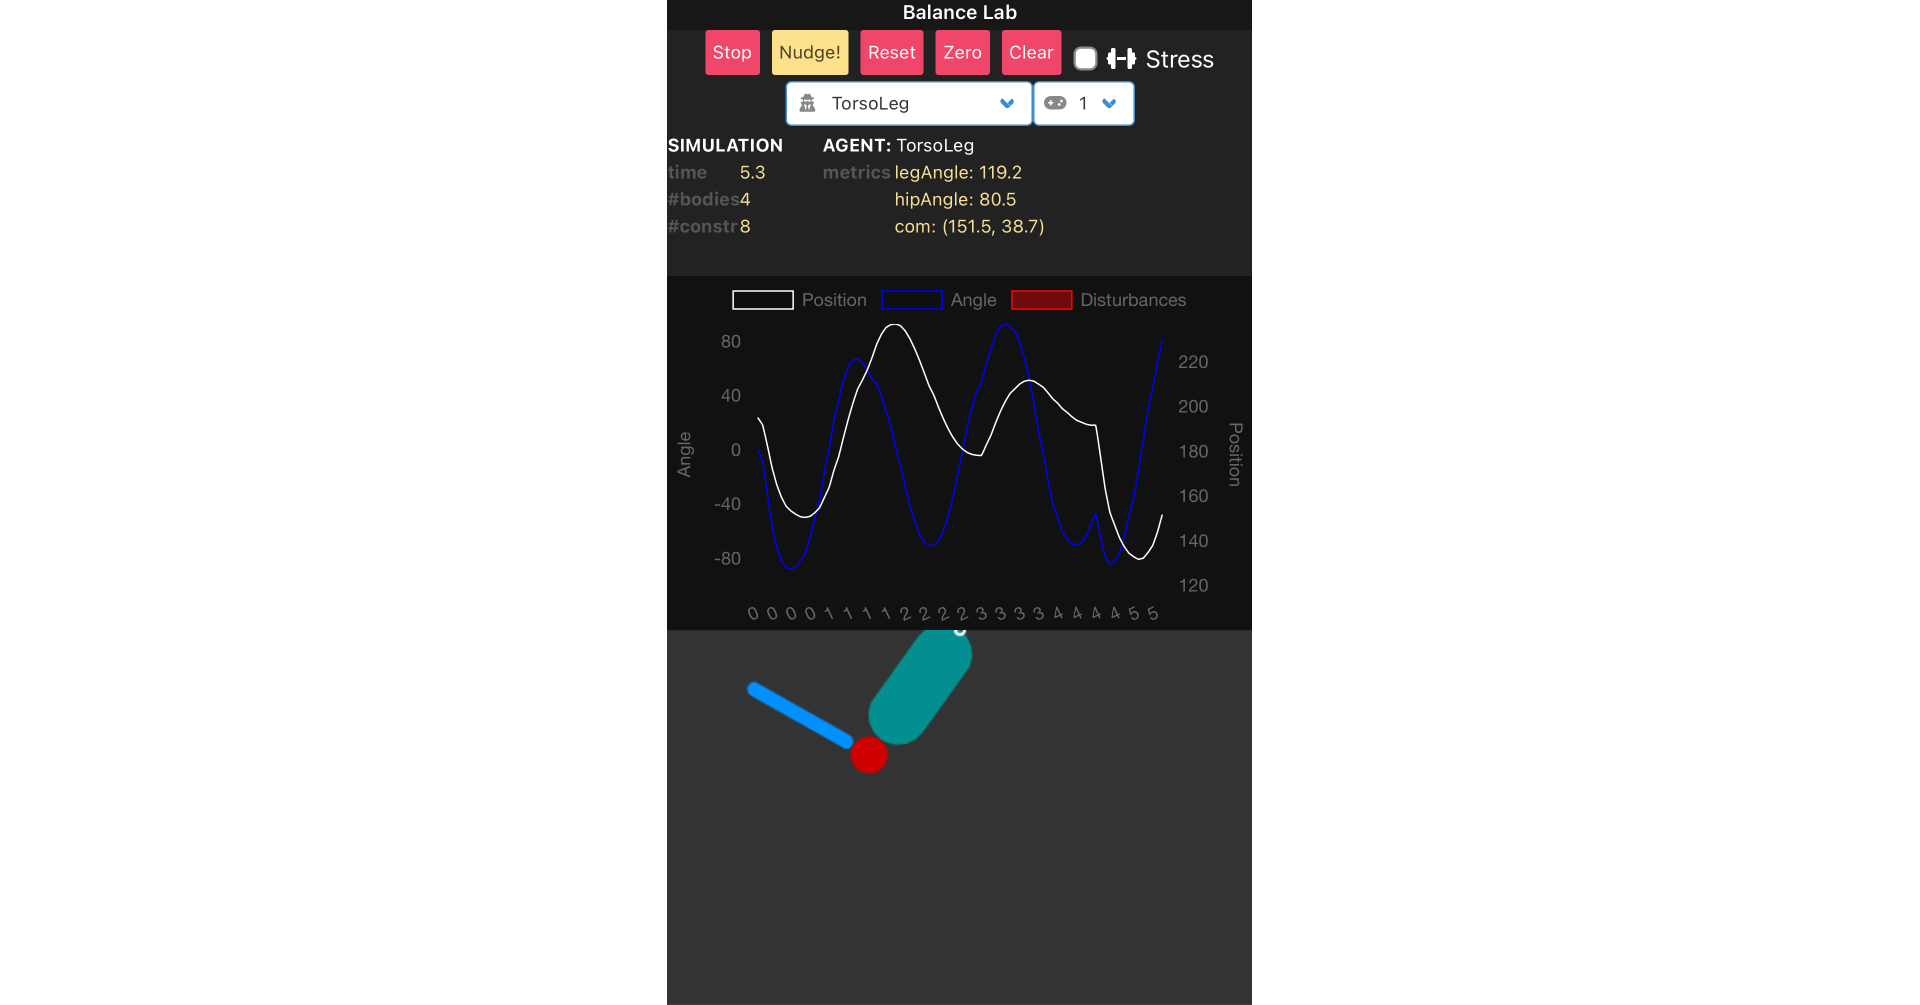 Balance Lab
Stop Nudge! Reset Zero Clear Stress
TorsoLeg 1
SIMULATION AGENT: TorsoLeg
time 5.3 metrics legAngle: 119.2
#bodies 4 hipAngle: 80.5
#constr 8 com: (151.5, 38.7)
Position Angle Disturbances
80
40
0
-40
-80
Angle
220
200
180
160
140
120
Position
0 0 0 0 1 1 1 1 2 2 2 2 3 3 3 3 4 4 4 4 5 5